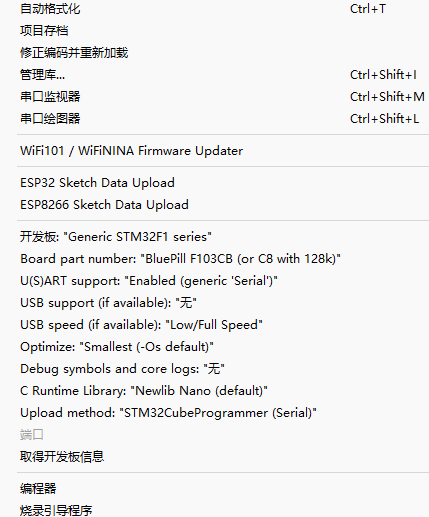 自动格式化 Ctrl+T
项目存档
修正编码并重新加载
管理库... Ctrl+Shift+I
串口监视器 Ctrl+Shift+M
串口绘图器 Ctrl+Shift+L
WiFi101 / WiFiNINA Firmware Updater
ESP32 Sketch Data Upload
ESP8266 Sketch Data Upload
开发板: "Generic STM32F1 series"
Board part number: "BluePill F103CB (or C8 with 128k)"
U(S)ART support: "Enabled (generic 'Serial')"
USB support (if available): "无"
USB speed (if available): "Low/Full Speed"
Optimize: "Smallest (-Os default)"
Debug symbols and core logs: "无"
C Runtime Library: "Newlib Nano (default)"
Upload method: "STM32CubeProgrammer (Serial)"
端口
取得开发板信息
编程器
烧录引导程序